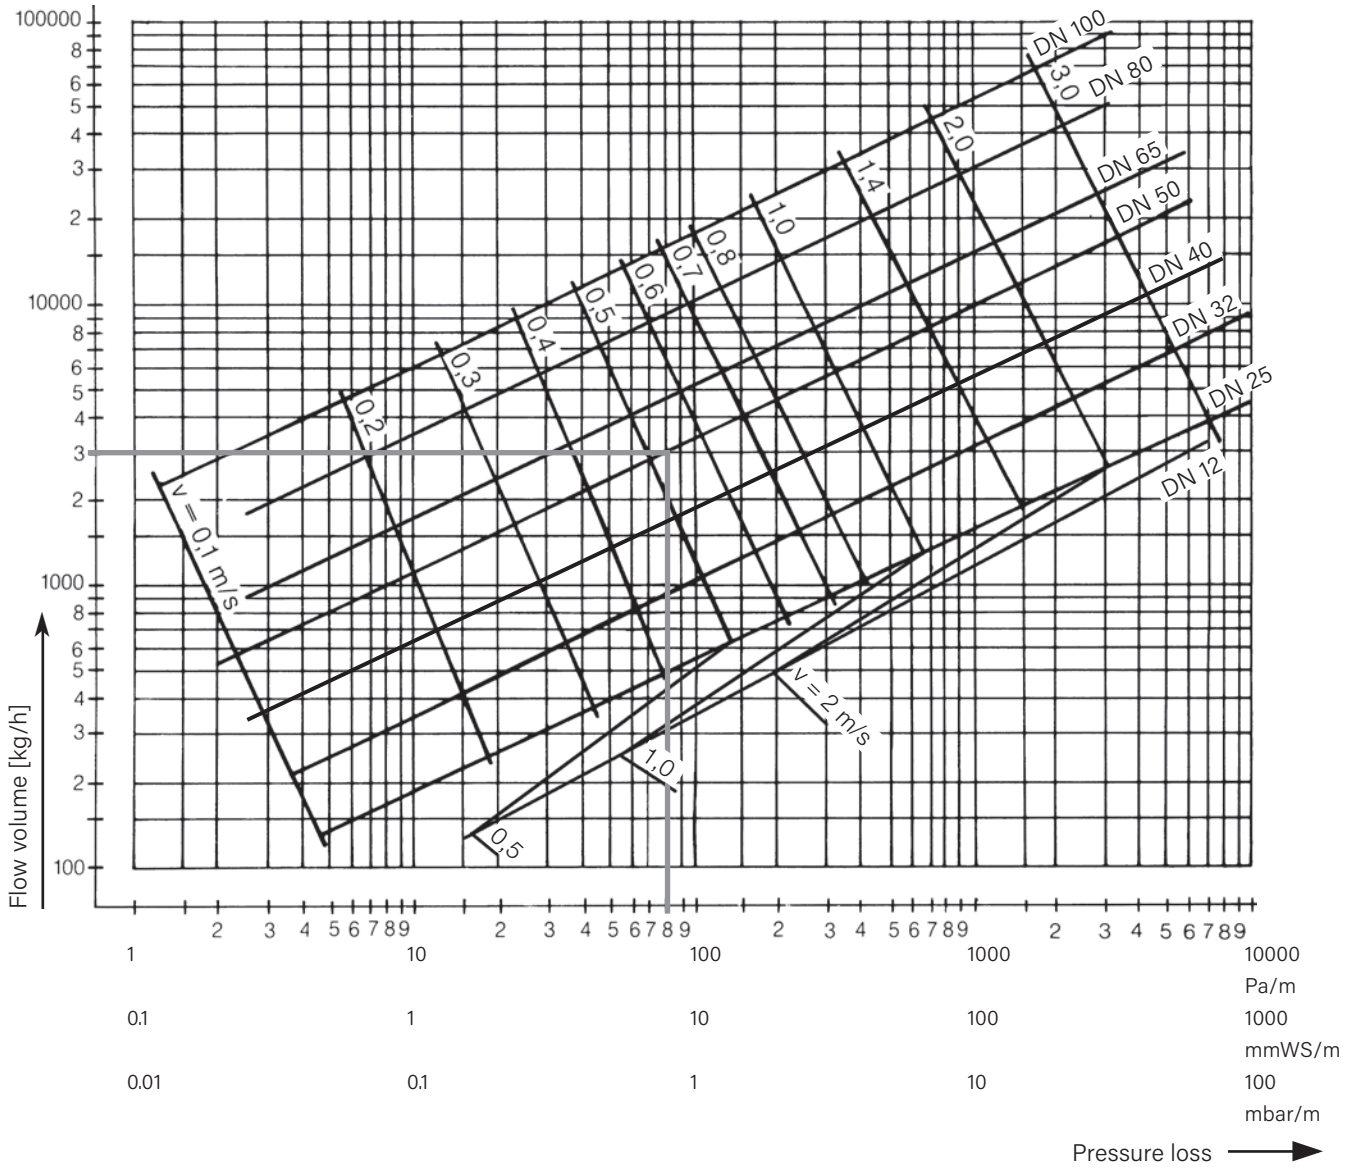 100000
8
6
5
4
3
2
10000
8
6
5
4
3
2
1000
8
6
5
4
3
2
100
Flow volume [kg/h]
DN 100
DN 80
DN 65
DN 50
DN 40
DN 32
DN 25
DN 12
v = 0,1 m/s
0,2
0,3
0,4
0,5
0,6
0,7
0,8
1,0
1,4
2,0
3,0
0,5
1,0
v = 2 m/s
2 3 4 5 6 7 8 9 2 3 4 5 6 7 8 9 2 3 4 5 6 7 8 9 2 3 4 5 6 7 8 9
1 10 100 1000 10000
Pa/m
0.1 1 10 100 1000
mmWS/m
0.01 0.1 1 10 100
mbar/m
Pressure loss